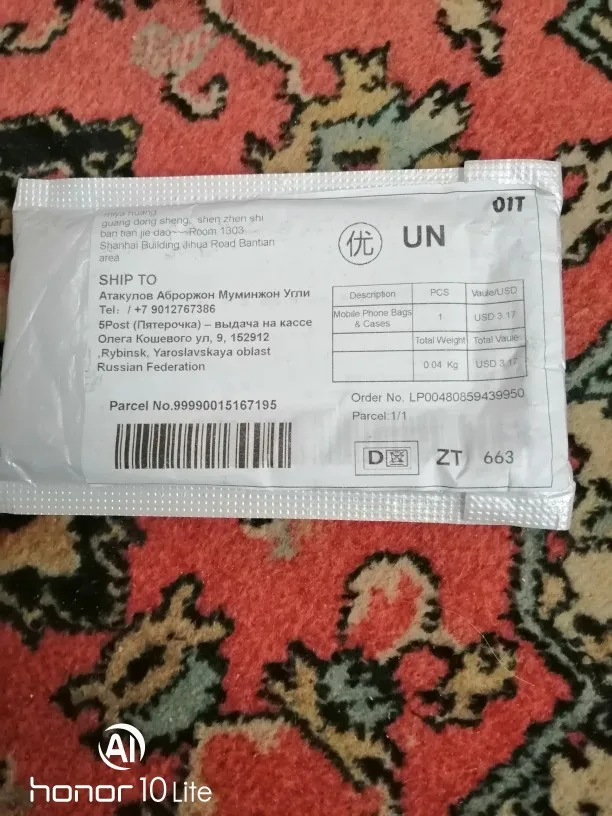 OIT
guang dong sheng, shen zhen shi
ban tian jie dao~~Room 1303
Shanhai Building Jihua Road Bantian
area
优 UN
SHIP TO
Атакулов Аброржон Муминжон Угли
Tel: / +7 9012767386
5Post (Пятерочка) – выдача на кассе
Олега Кошевого ул, 9, 152912
,Rybinsk, Yaroslavskaya oblast
Russian Federation
Description PCS Vaule/USD
Mobile Phone Bags & Cases 1 USD 3.17
Total Weight Total Vaule
0.04 Kg USD 3.17
Parcel No.99990015167195
Order No. LP00480859439950
Parcel:1/1
D ZT 663
AI
honor 10 Lite